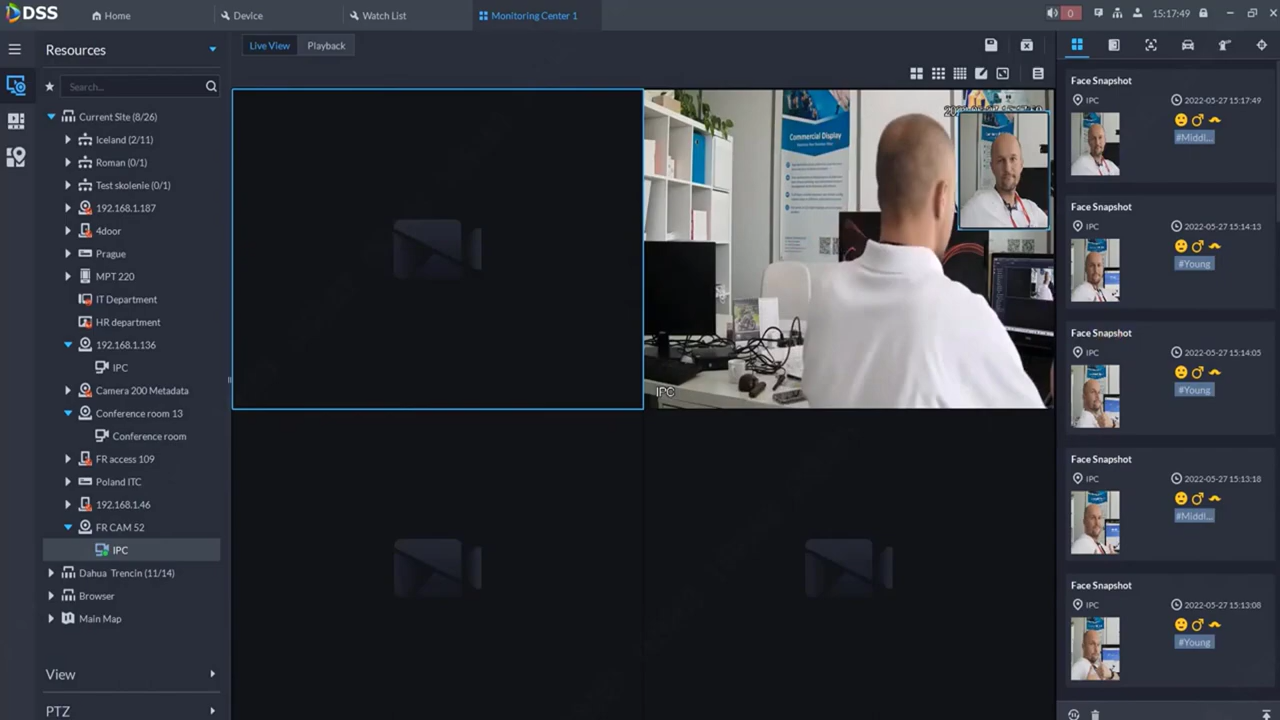 DSS
Home
Device
Watch List
Monitoring Center 1
0
15:17:49
Resources
Live View
Playback
Search...
Current Site (8/26)
Iceland (2/11)
Roman (0/1)
Test skolenie (0/1)
192.168.1.187
4door
Prague
MPT 220
IT Department
HR department
192.168.1.136
IPC
Camera 200 Metadata
Conference room 13
Conference room
FR access 109
Poland ITC
192.168.1.46
FR CAM 52
IPC
Dahua Trencin (11/14)
Browser
Main Map
View
PTZ
Commercial Display
IPC
Face Snapshot
IPC
2022-05-27 15:17:49
#Middl...
Face Snapshot
IPC
2022-05-27 15:14:13
#Young
Face Snapshot
IPC
2022-05-27 15:14:05
#Young
Face Snapshot
IPC
2022-05-27 15:13:18
#Middl...
Face Snapshot
IPC
2022-05-27 15:13:08
#Young